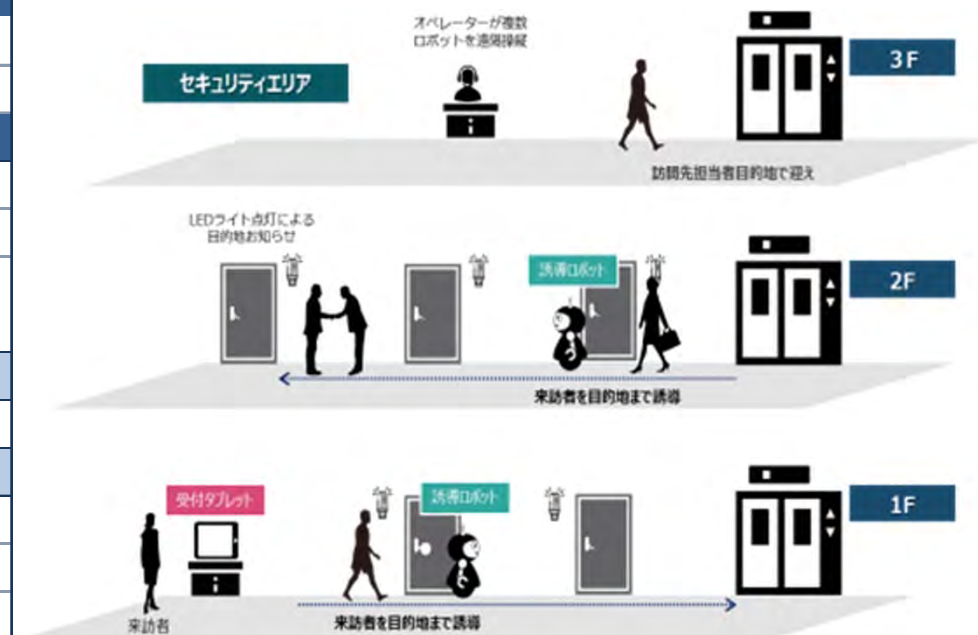 オペレーターが複数
ロボットを遠隔操縦
セキュリティエリア
3F
訪問先担当者目的地で迎え
LEDライト点灯による
目的地お知らせ
誘導ロボット
2F
来訪者を目的地まで誘導
受付タブレット
誘導ロボット
1F
来訪者
来訪者を目的地まで誘導